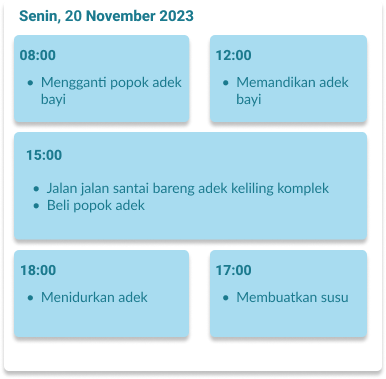 Senin, 20 November 2023
08:00
• Mengganti popok adek
bayi
12:00
• Memandikan adek
bayi
15:00
• Jalan jalan santai bareng adek keliling komplek
• Beli popok adek
18:00
• Menidurkan adek
17:00
• Membuatkan susu